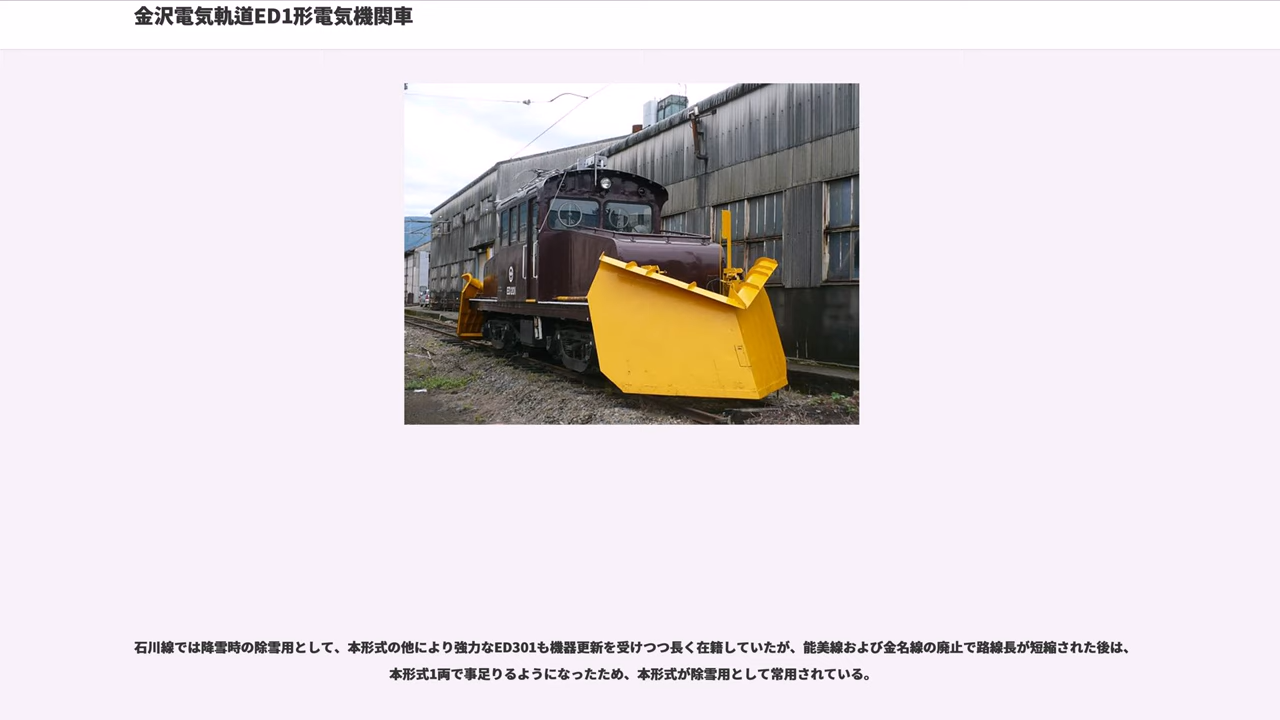 金沢電気軌道ED1形電気機関車
石川線では降雪時の除雪用として、本形式の他により強力なED301も機器更新を受けつつ長く在籍していたが、能美線および金名線の廃止で路線長が短縮された後は、
本形式1両で事足りるようになったため、本形式が除雪用として常用されている。